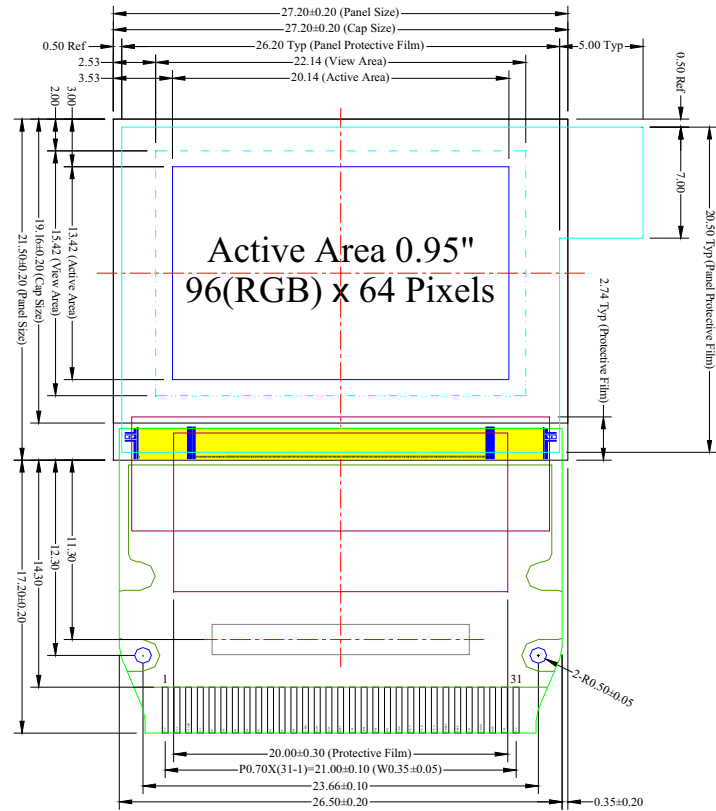 27.20±0.20 (Panel Size)
27.20±0.20 (Cap Size)
0.50 Ref
26.20 Typ (Panel Protective Film)
5.00 Typ
2.53
22.14 (View Area)
3.53
20.14 (Active Area)
2.00
3.00
0.50 Ref
21.50±0.20 (Panel Size)
19.16±0.20 (Cap Size)
15.42 (View Area)
13.42 (Active Area)
7.00
20.50 Typ (Panel Protective Film)
2.74 Typ (Protective Film)
Active Area 0.95"
96(RGB) x 64 Pixels
17.20±0.20
14.30
12.30
11.30
2-R0.50±0.05
1
31
20.00±0.30 (Protective Film)
P0.70X(31-1)=21.00±0.10 (W0.35±0.05)
23.66±0.10
26.50±0.20
0.35±0.20